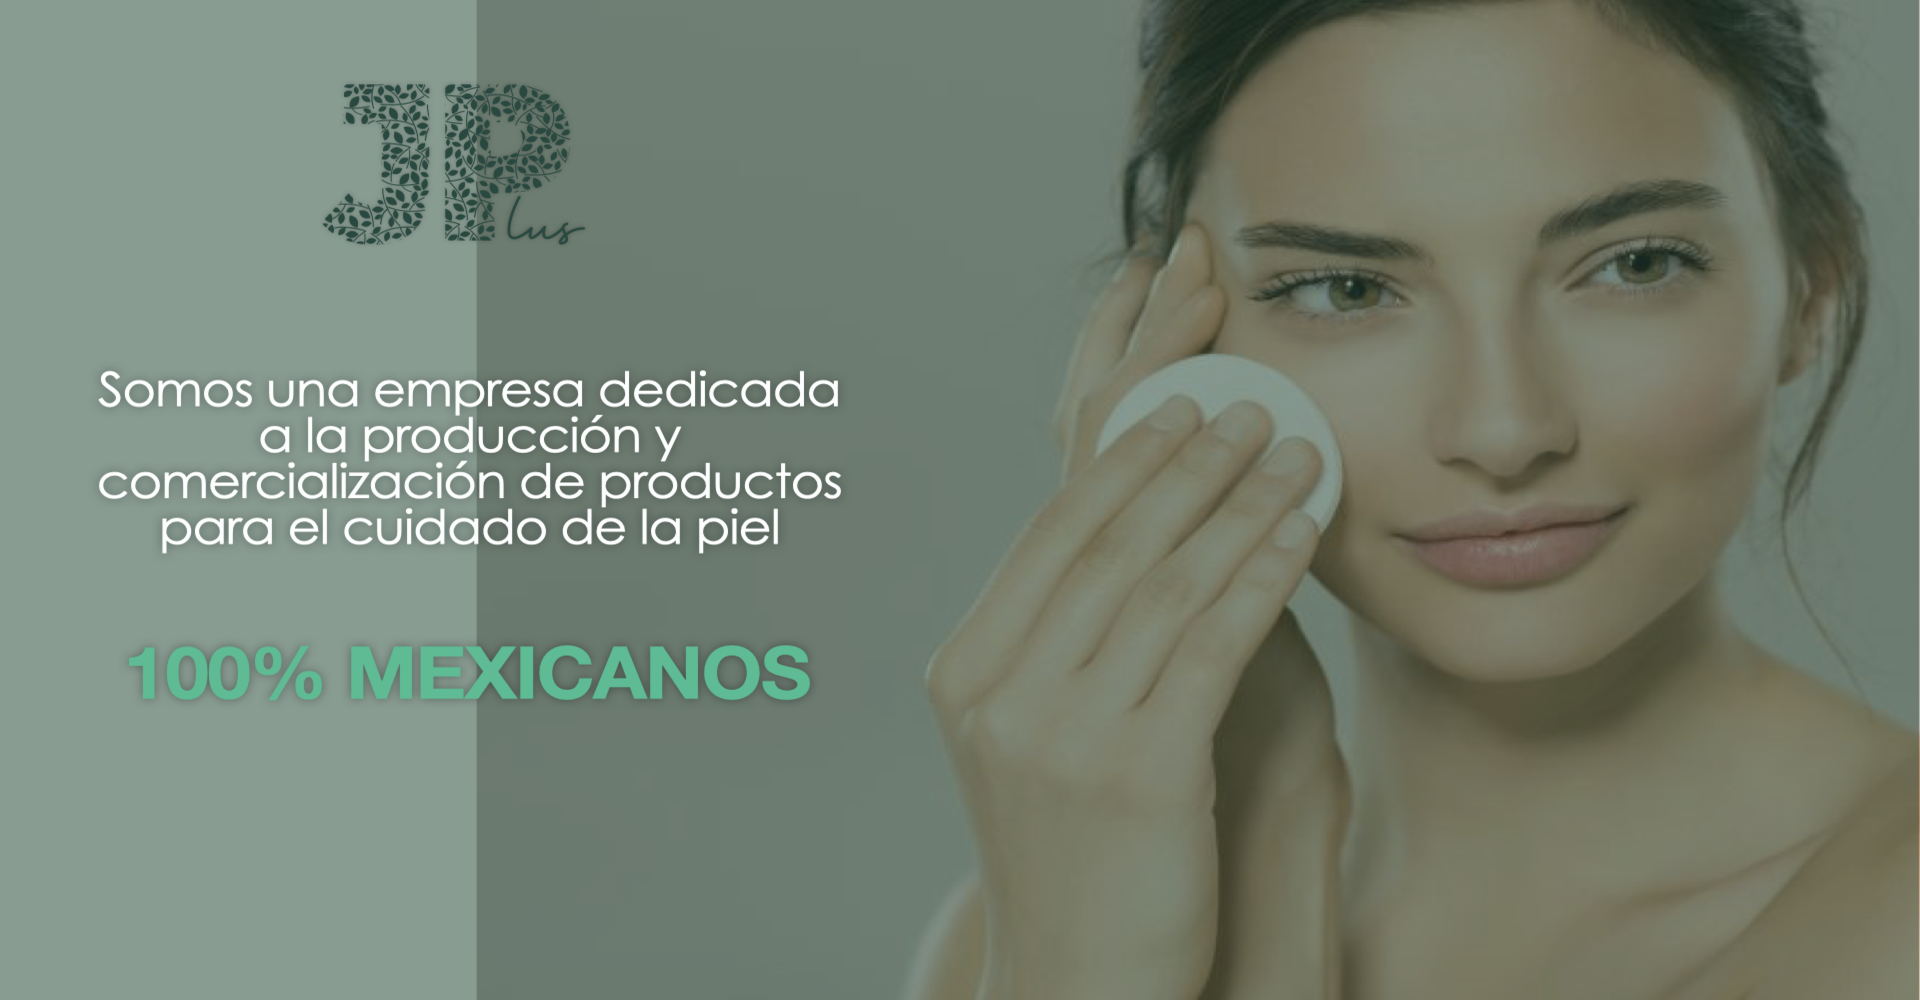 JPlus
Somos una empresa dedicada
a la producción y
comercialización de productos
para el cuidado de la piel
100% MEXICANOS